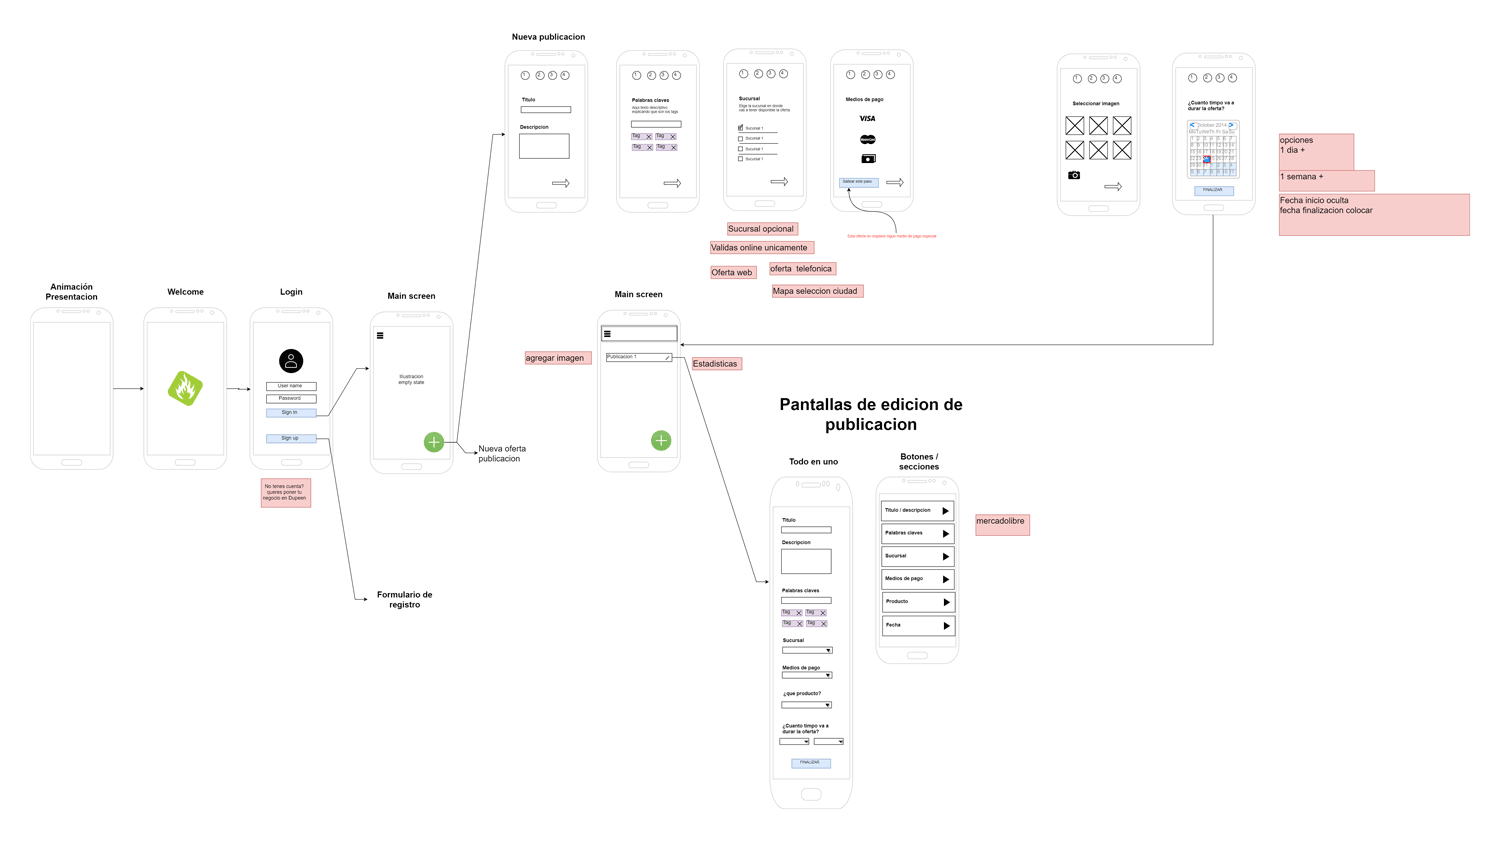 Nueva publicacion
1 2 3 4
Titulo
Descripcion
1 2 3 4
Palabras claves
Aqui texto descriptivo
explicando que son los tags
Tag
Tag
Tag
Tag
1 2 3 4
Sucursal
Elige la sucursal en donde
vas a tener disponible la oferta
Sucursal 1
Sucursal 1
Sucursal 1
Sucursal 1
1 2 3 4
Medios de pago
VISA
MasterCard
Saltear este paso
Esta oferta no requiere ningun medio de pago especial
Sucursal opcional
Validas online unicamente
Oferta web
oferta telefonica
Mapa seleccion ciudad
1 2 3 4
Seleccionar imagen
1 2 3 4
¿Cuanto timpo va a
durar la oferta?
October 2014
MoTuWeTh Fr Sa Su
FINALIZAR
opciones
1 dia +
1 semana +
Fecha inicio oculta
fecha finalizacion colocar
Animación
Presentacion
Welcome
Login
User name
Password
Sign In
Sign up
No tenes cuenta?
queres poner tu
negocio en Dupeen
Main screen
Illustracion
empty state
Nueva oferta
publicacion
Formulario de
registro
Main screen
Publicacion 1
agregar imagen
Estadisticas
Pantallas de edicion de
publicacion
Todo en uno
Titulo
Descripcion
Palabras claves
Tag
Tag
Tag
Tag
Sucursal
Medios de pago
¿que producto?
¿Cuanto timpo va a
durar la oferta?
FINALIZAR
Botones /
secciones
Titulo / descripcion
Palabras claves
Sucursal
Medios de pago
Producto
Fecha
mercadolibre